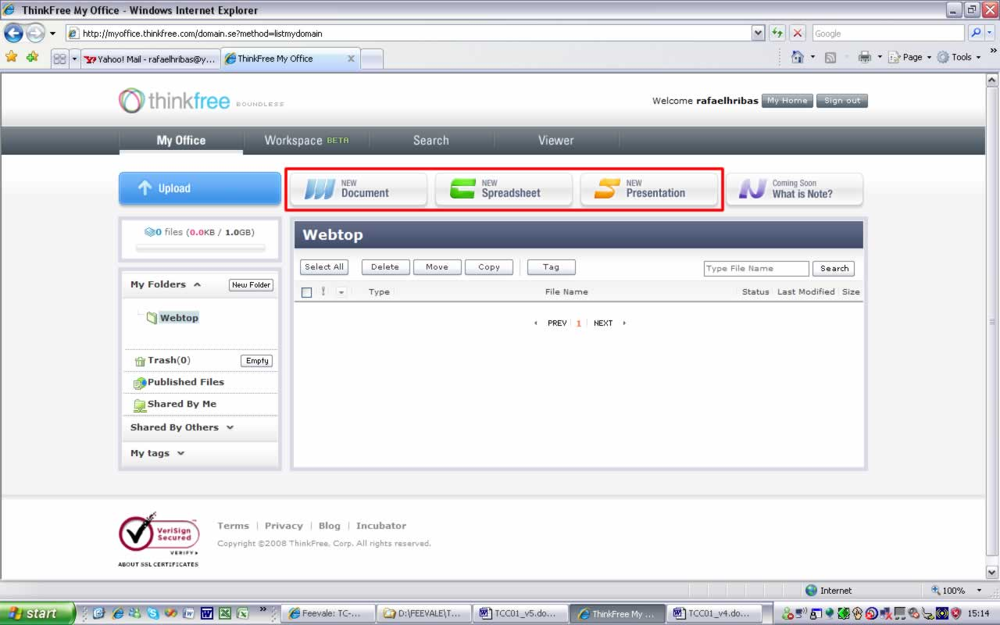 ThinkFree My Office - Windows Internet Explorer
http://myoffice.thinkfree.com/domain.se?method=listmydomain
Google
Yahoo! Mail - rafaelhribas@y...
ThinkFree My Office
Page
Tools
thinkfree BOUNDLESS
Welcome rafaelhribas My Home Sign out
My Office Workspace BETA Search Viewer
Upload
NEW Document
NEW Spreadsheet
NEW Presentation
Coming Soon What is Note?
0 files (0.0KB / 1.0GB)
My Folders New Folder
Webtop
Trash(0) Empty
Published Files
Shared By Me
Shared By Others
My tags
Webtop
Select All Delete Move Copy Tag Type File Name Search
! Type File Name Status Last Modified Size
PREV 1 NEXT
VeriSign Secured
VERIFY
ABOUT SSL CERTIFICATES
Terms | Privacy | Blog | Incubator
Copyright ©2008 ThinkFree, Corp. All rights reserved.
Internet 100%
start
Feevale: TC-...
D:\FEEVALE\T...
TCC01_v5.do...
ThinkFree My ...
TCC01_v4.do...
15:14